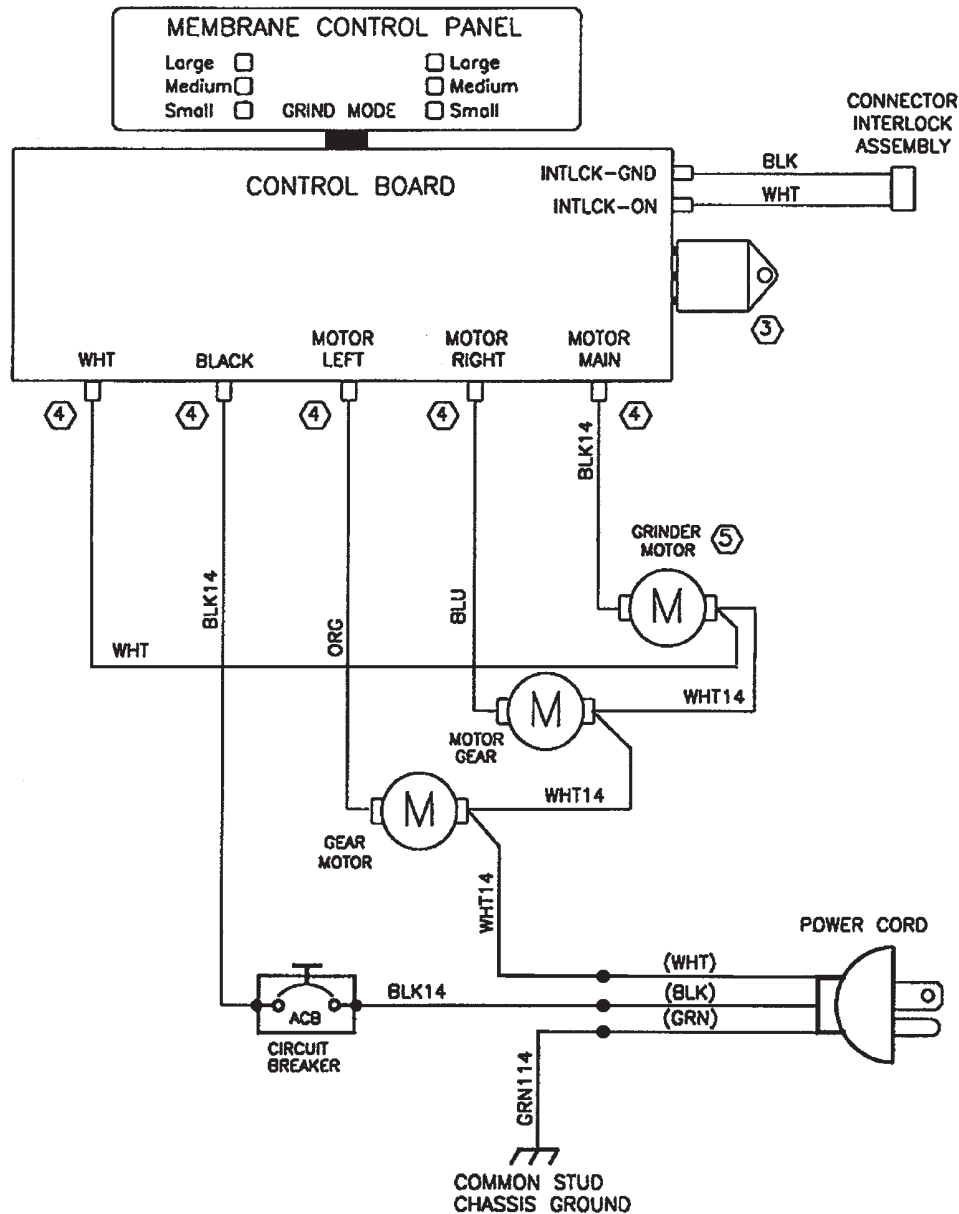 MEMBRANE CONTROL PANEL
Large Large
Medium Medium
Small GRIND MODE Small
CONNECTOR
INTERLOCK
ASSEMBLY
CONTROL BOARD
INTLCK-GND
BLK
INTLCK-ON
WHT
3
WHT
BLACK
MOTOR
LEFT
MOTOR
RIGHT
MOTOR
MAIN
4
4
4
4
4
BLK14
GRINDER
MOTOR
5
M
BLK14
ORG
BLU
WHT
WHT14
M
MOTOR
GEAR
WHT14
M
GEAR
MOTOR
WHT14
POWER CORD
(WHT)
BLK14
(BLK)
(GRN)
ACB
CIRCUIT
BREAKER
GRN114
COMMON STUD
CHASSIS GROUND